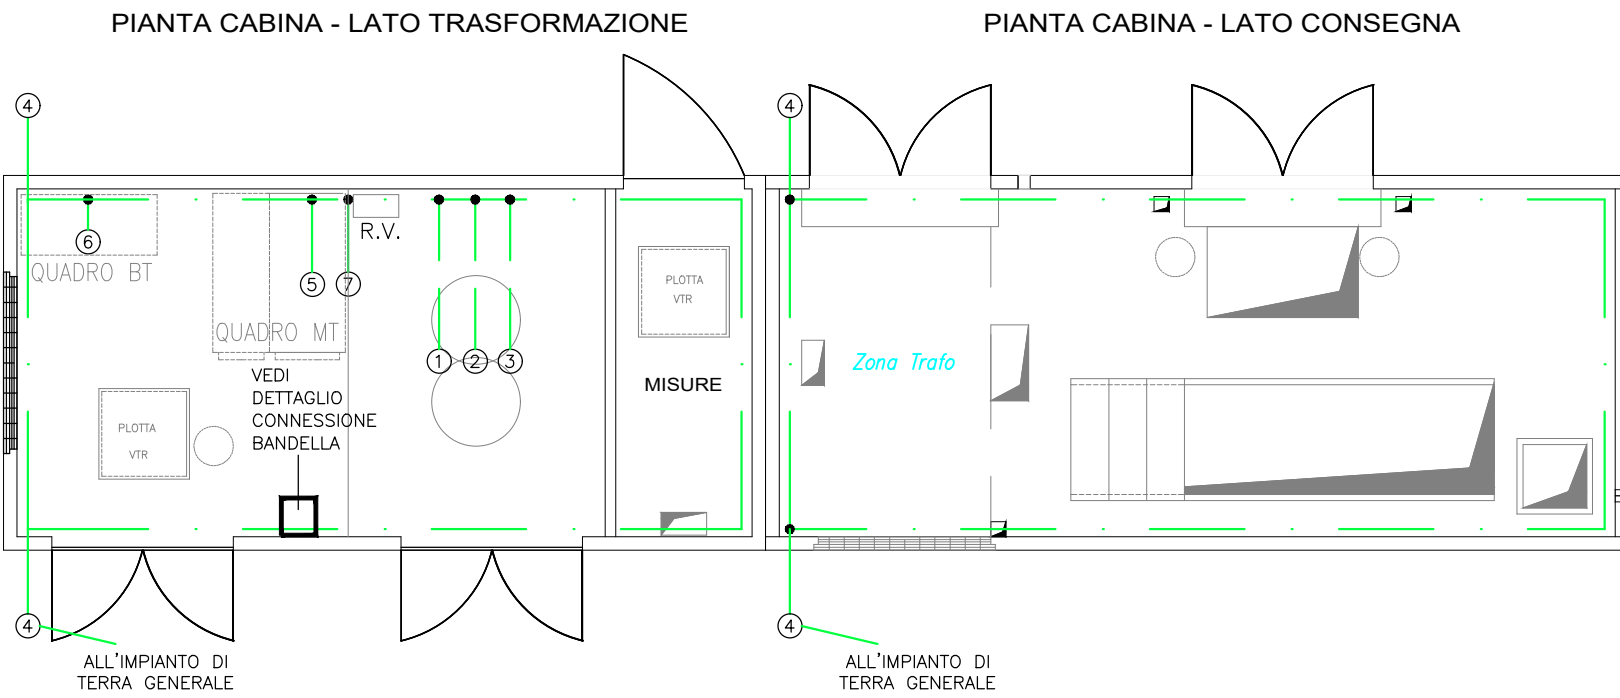 PIANTA CABINA - LATO TRASFORMAZIONE
PIANTA CABINA - LATO CONSEGNA
4
4
6
QUADRO BT
5
7
R.V.
QUADRO MT
1
2
3
PLOTTA
VTR
MISURE
Zona Trafo
VEDI
DETTAGLIO
CONNESSIONE
BANDELLA
PLOTTA
VTR
4
ALL'IMPIANTO DI
TERRA GENERALE
4
ALL'IMPIANTO DI
TERRA GENERALE